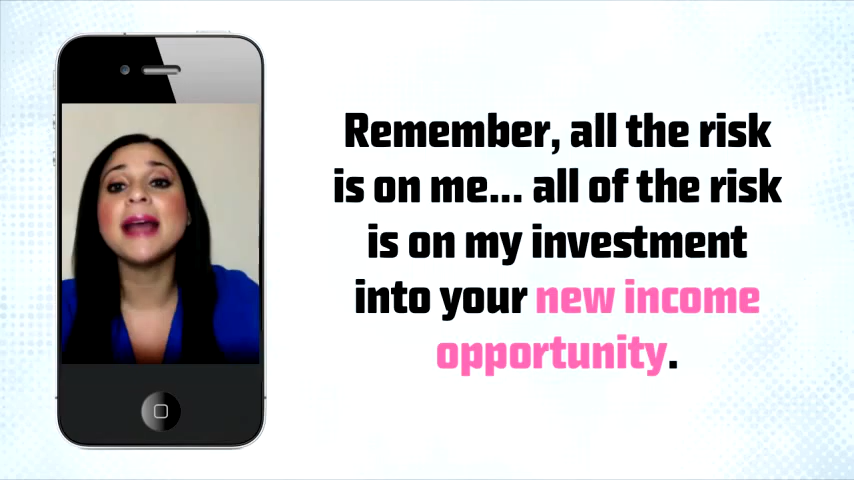 Remember, all the risk
is on me... all of the risk
is on my investment
into your new income
opportunity.